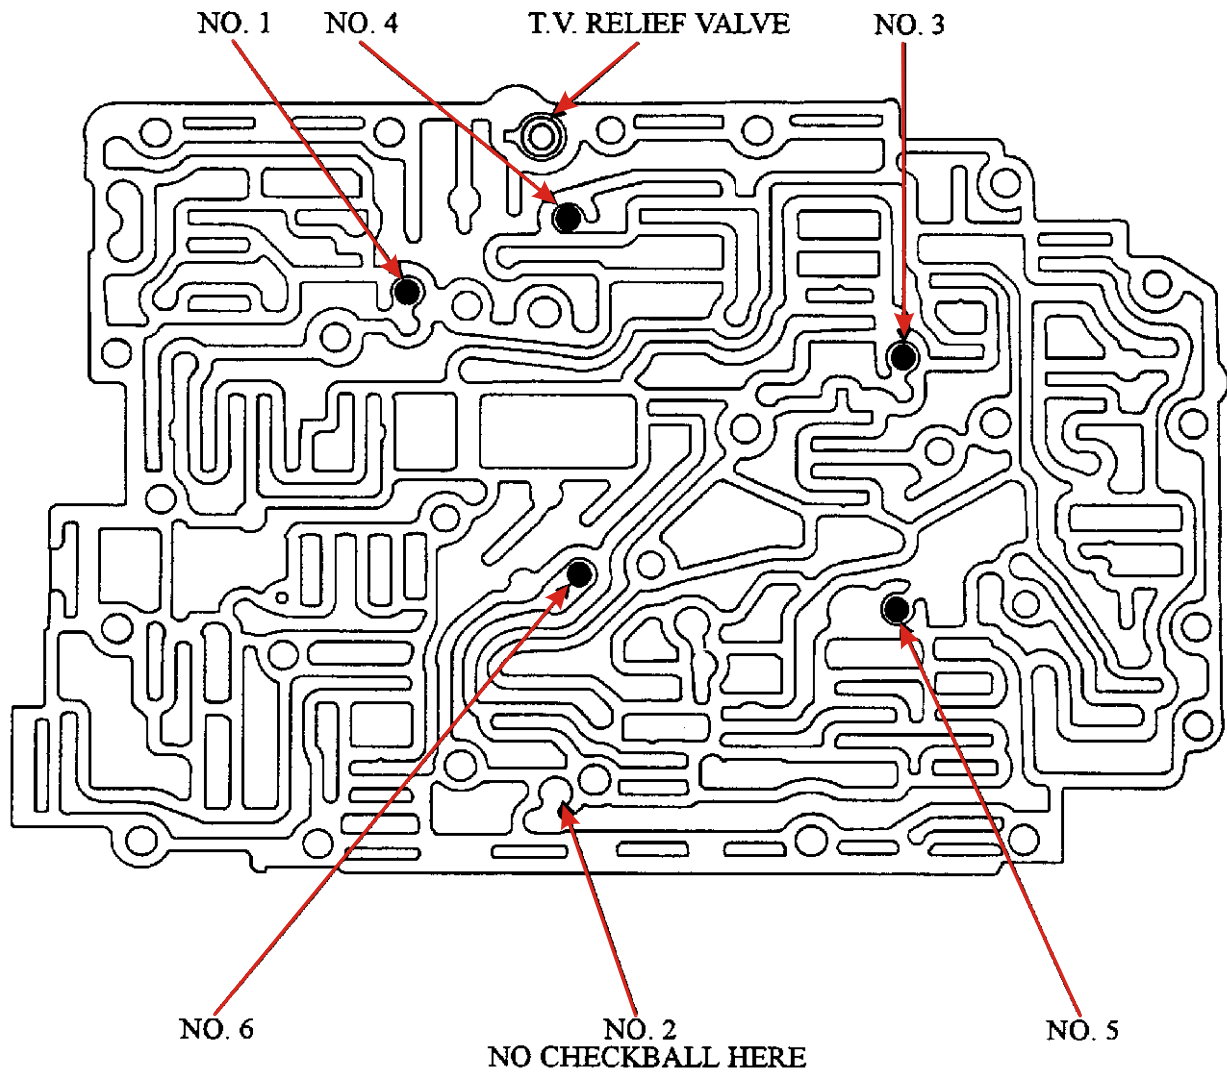 NO. 1
NO. 4
T.V. RELIEF VALVE
NO. 3
NO. 6
NO. 2
NO CHECKBALL HERE
NO. 5